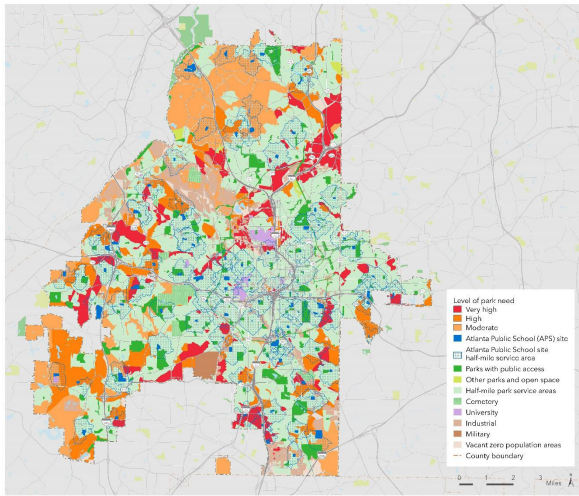 Level of park need
Very high
High
Moderate
Atlanta Public School (APS) site
Atlanta Public School site
half-mile service area
Parks with public access
Other parks and open space
Half-mile park service areas
Cemetery
University
Industrial
Military
Vacant zero population areas
County boundary
0 1 2 3 Miles